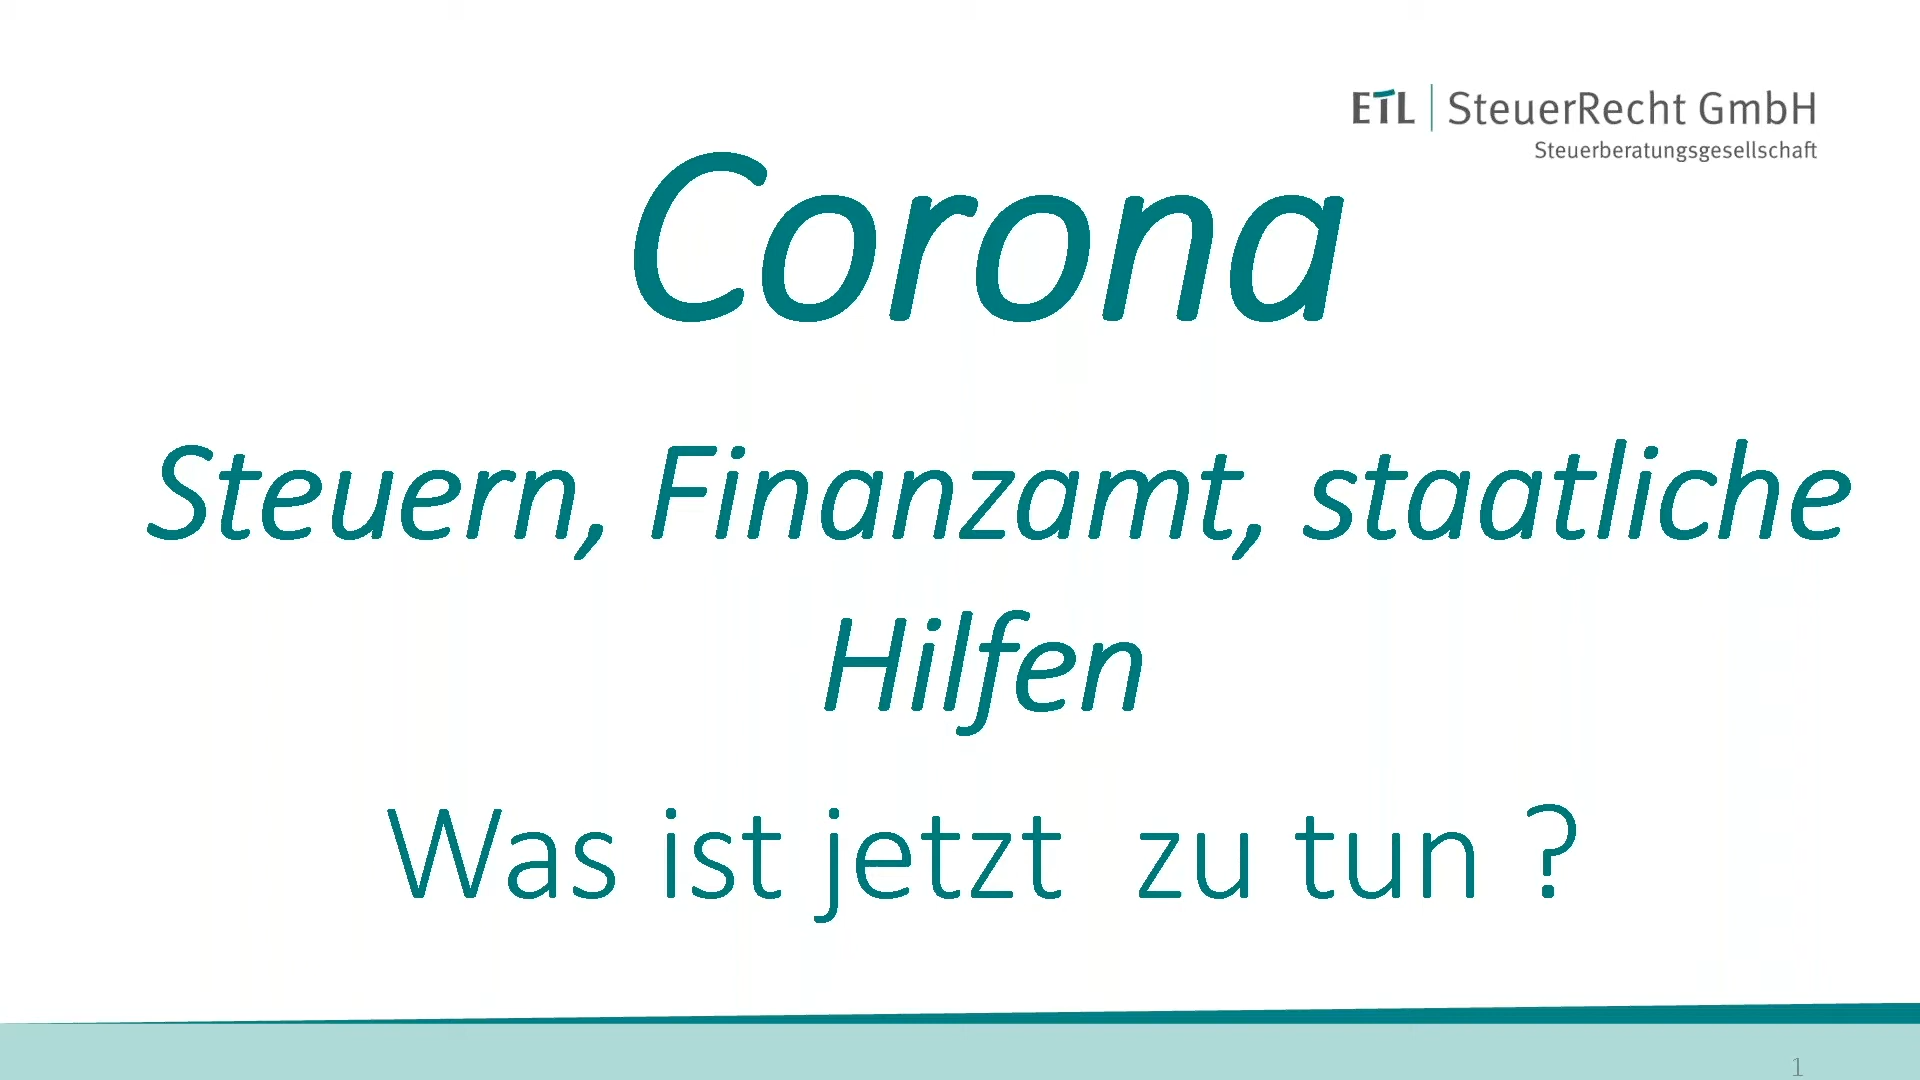 ETL | SteuerRecht GmbH
Steuerberatungsgesellschaft
Corona
Steuern, Finanzamt, staatliche
Hilfen
Was ist jetzt  zu tun ?
1